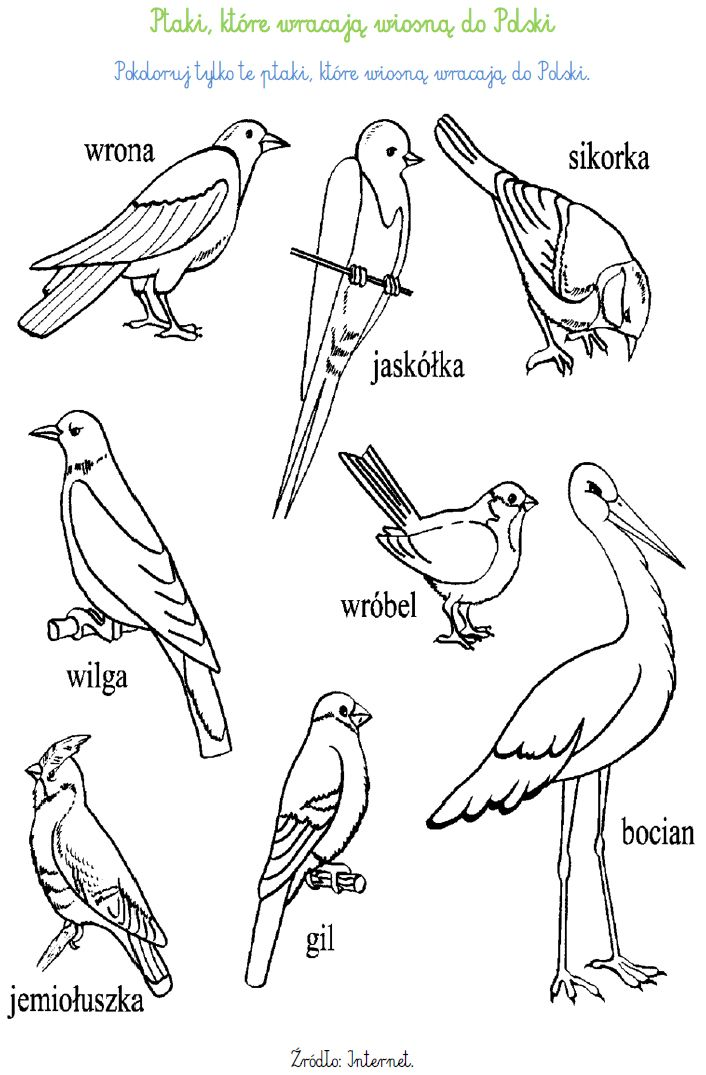 Ptaki, które wracają wiosną do Polski
Pokoloruj tylko te ptaki, które wiosną wracają do Polski.
wrona
sikorka
jaskółka
wróbel
wilga
bocian
gil
jemiołuszka
Źródło: Internet.